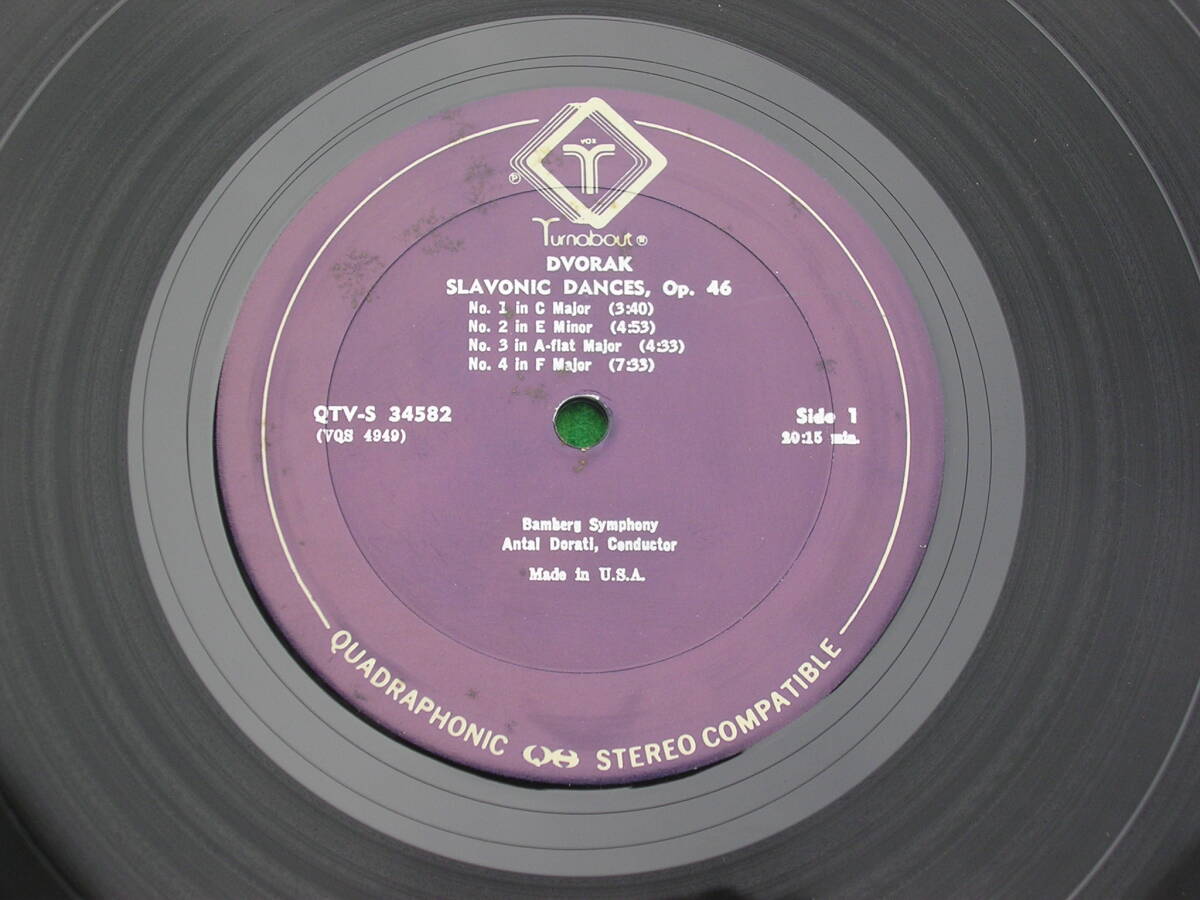 VOX
T
℗
Turnabout®
DVORAK
SLAVONIC DANCES, Op. 46
No. 1 in C Major (3:40)
No. 2 in E Minor (4:53)
No. 3 in A-flat Major (4:33)
No. 4 in F Major (7:33)
QTV-S 34582
(VQS 4949)
Side 1
20:15 min.
Bamberg Symphony
Antal Dorati, Conductor
Made in U.S.A.
QUADRAPHONIC QS STEREO COMPATIBLE